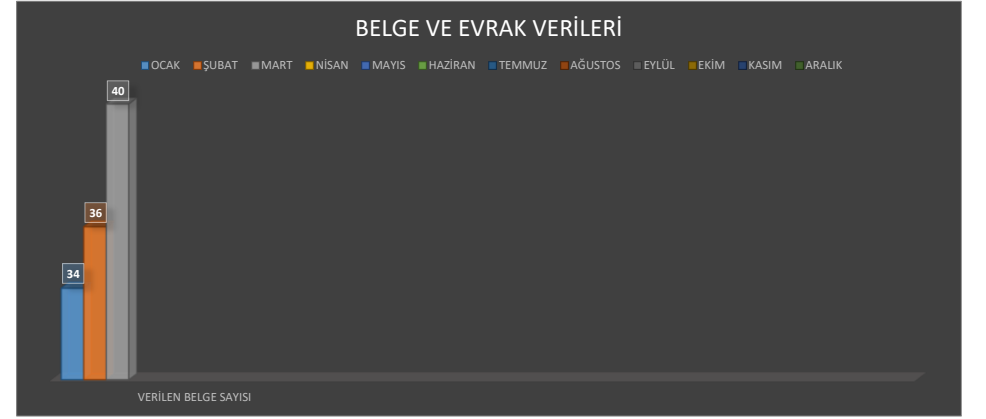 BELGE VE EVRAK VERİLERİ
OCAK ŞUBAT MART NİSAN MAYIS HAZİRAN TEMMUZ AĞUSTOS EYLÜL EKİM KASIM ARALIK
40
36
34
VERİLEN BELGE SAYISI